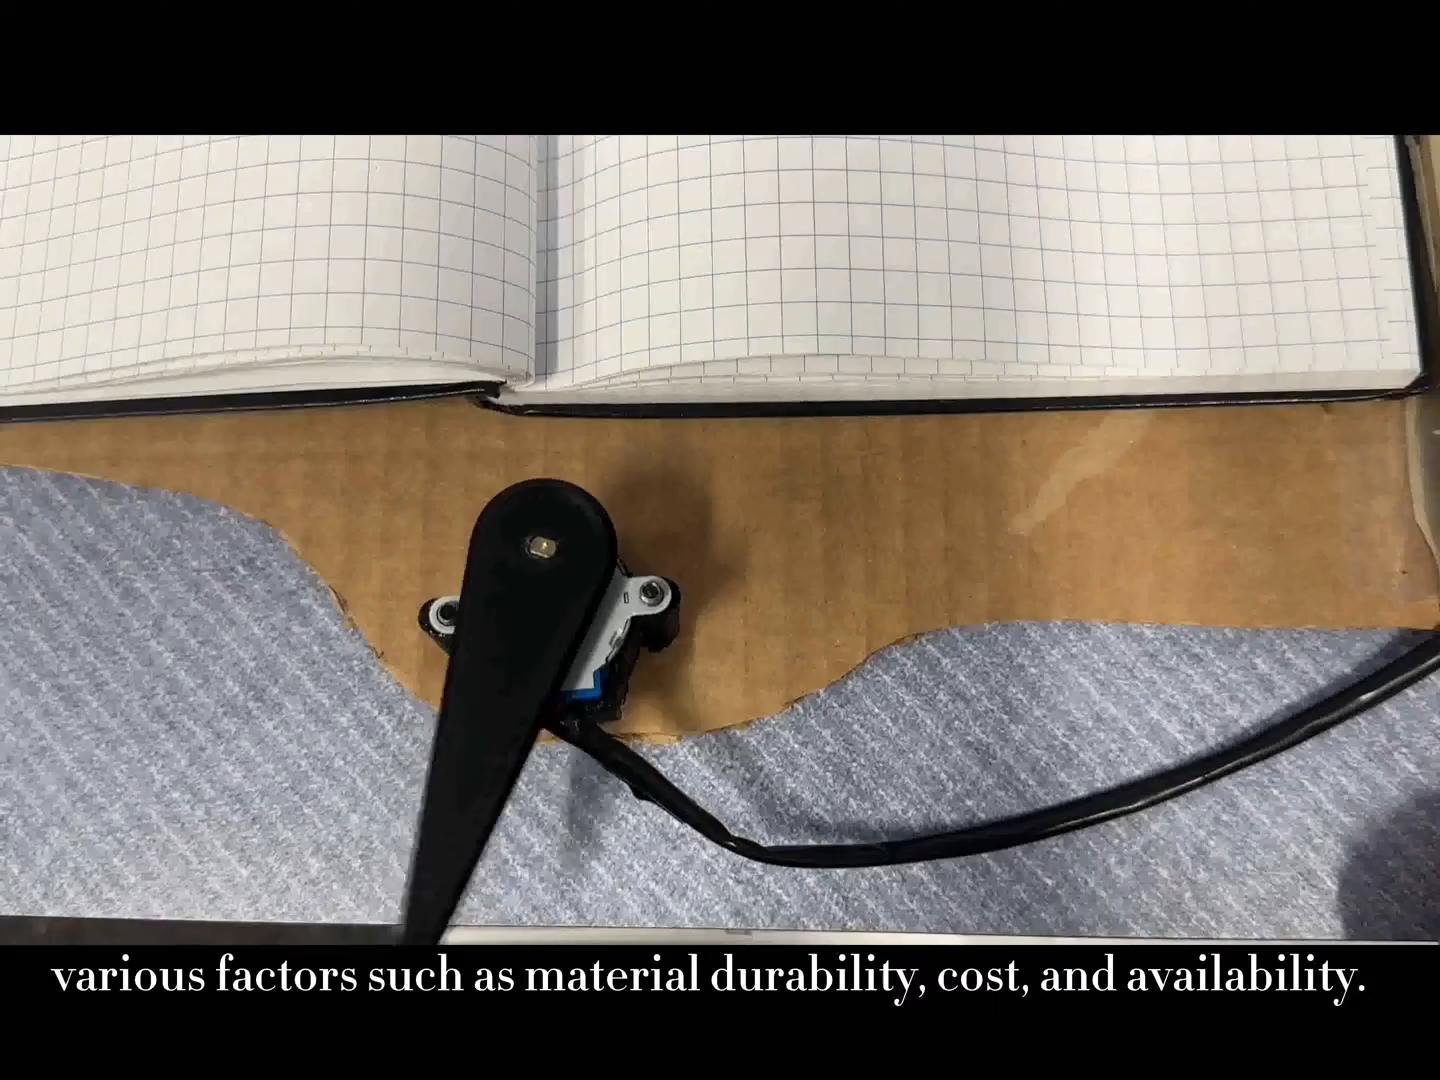 various factors such as material durability, cost, and availability.